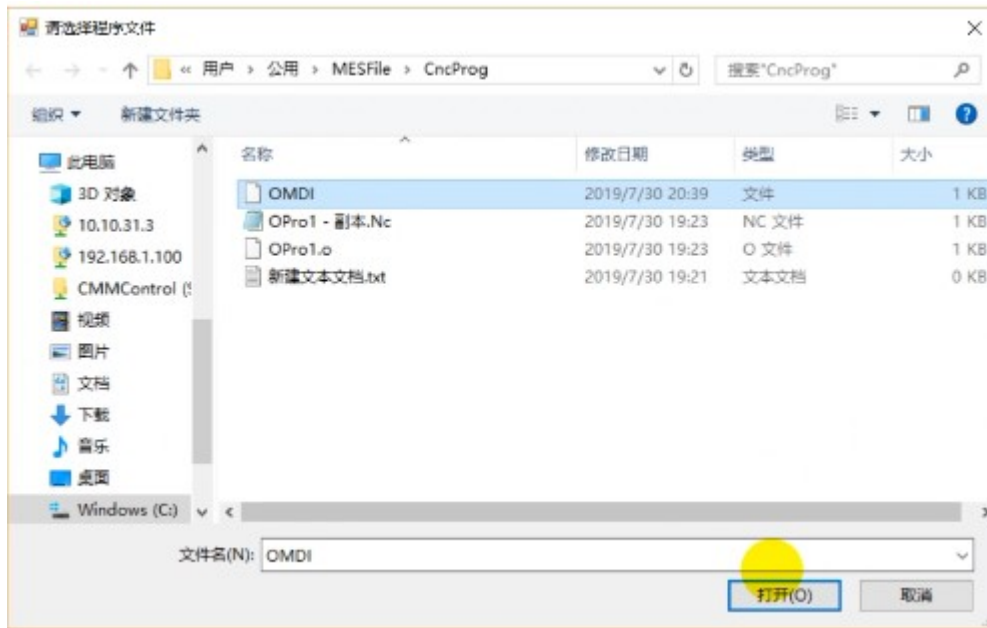 请选择程序文件
« 用户 › 公用 › MESFile › CncProg
搜索"CncProg"
组织
新建文件夹
此电脑
3D 对象
10.10.31.3
192.168.1.100
CMMControl (
视频
图片
文档
下载
音乐
桌面
Windows (C:)
名称 修改日期 类型 大小
OMDI 2019/7/30 20:39 文件 1 KB
OPro1 - 副本.Nc 2019/7/30 19:23 NC 文件 1 KB
OPro1.o 2019/7/30 19:23 O 文件 1 KB
新建文本文档.txt 2019/7/30 19:21 文本文档 0 KB
文件名(N): OMDI
打开(O) 取消